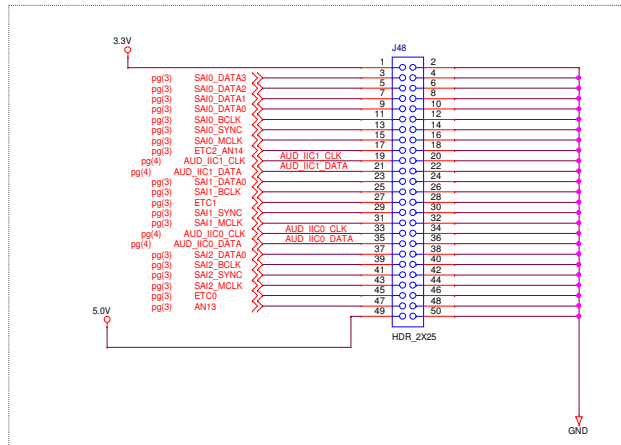 3.3V
J48
1 2
pg(3) SAI0_DATA3 3 4
pg(3) SAI0_DATA2 5 6
pg(3) SAI0_DATA1 7 8
pg(3) SAI0_DATA0 9 10
pg(3) SAI0_BCLK 11 12
pg(3) SAI0_SYNC 13 14
pg(3) SAI0_MCLK 15 16
pg(3) ETC2_AN14 17 18
pg(4) AUD_IIC1_CLK AUD_IIC1_CLK 19 20
pg(4) AUD_IIC1_DATA AUD_IIC1_DATA 21 22
pg(3) SAI1_DATA0 23 24
pg(3) SAI1_BCLK 25 26
pg(3) ETC1 27 28
pg(3) SAI1_SYNC 29 30
pg(3) SAI1_MCLK 31 32
pg(4) AUD_IIC0_CLK AUD_IIC0_CLK 33 34
pg(4) AUD_IIC0_DATA AUD_IIC0_DATA 35 36
pg(3) SAI2_DATA0 37 38
pg(3) SAI2_BCLK 39 40
pg(3) SAI2_SYNC 41 42
pg(3) SAI2_MCLK 43 44
pg(3) ETC0 45 46
pg(3) AN13 47 48
5.0V 49 50
HDR_2X25
GND